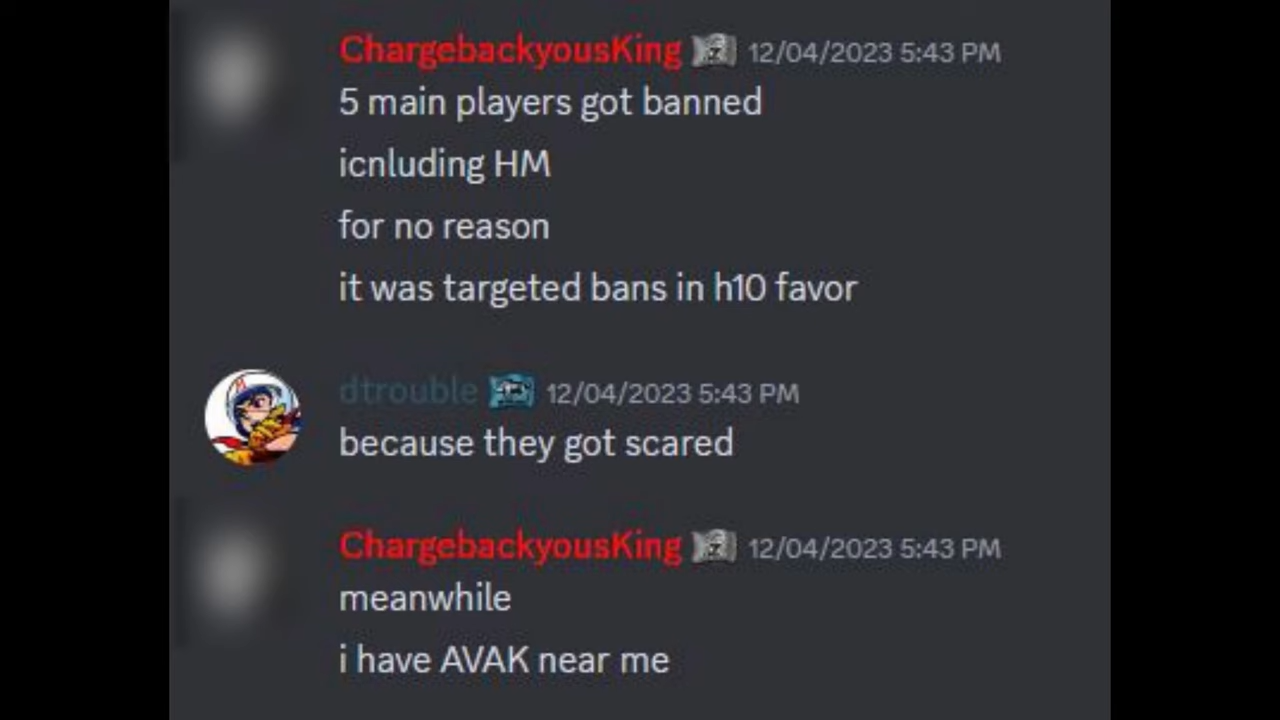 ChargebackyousKing 12/04/2023 5:43 PM
5 main players got banned
icnluding HM
for no reason
it was targeted bans in h10 favor
dtrouble 12/04/2023 5:43 PM
because they got scared
ChargebackyousKing 12/04/2023 5:43 PM
meanwhile
i have AVAK near me